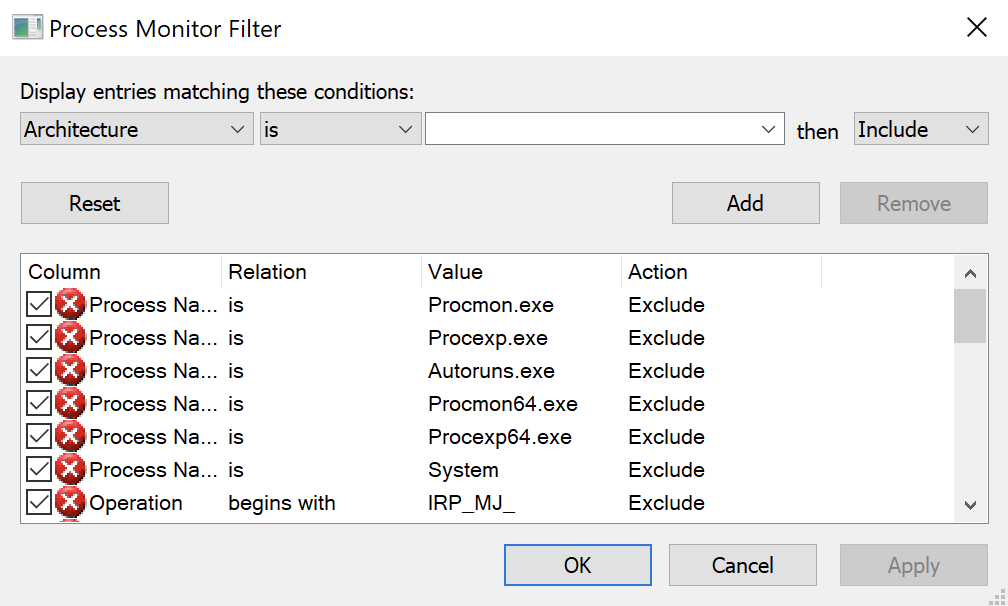 Process Monitor Filter
Display entries matching these conditions:
Architecture is then Include
Reset Add Remove
Column Relation Value Action
Process Na... is Procmon.exe Exclude
Process Na... is Procexp.exe Exclude
Process Na... is Autoruns.exe Exclude
Process Na... is Procmon64.exe Exclude
Process Na... is Procexp64.exe Exclude
Process Na... is System Exclude
Operation begins with IRP_MJ_ Exclude
OK Cancel Apply